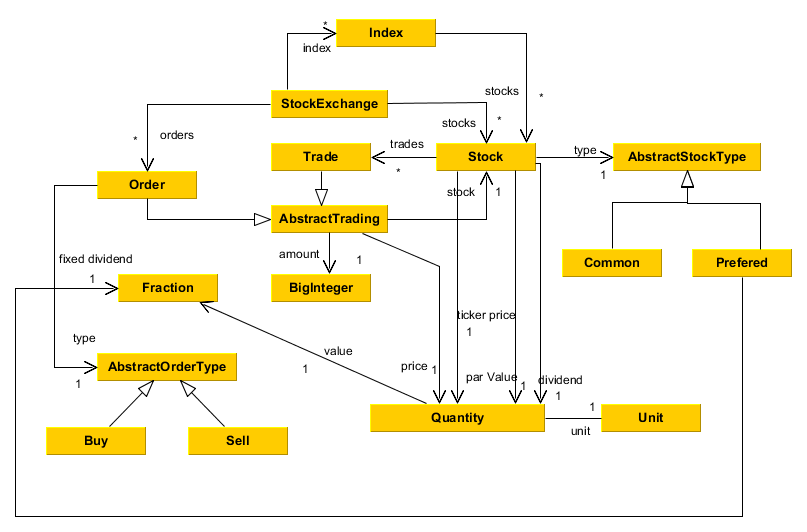 *
Index
index
stocks
*
StockExchange
stocks
*
orders
*
trades
*
Trade
Stock
type
1
AbstractStockType
Order
stock
1
AbstractTrading
amount
1
fixed dividend
1
Common
Prefered
Fraction
BigInteger
ticker price
1
type
1
value
1
AbstractOrderType
price
1
par Value
1
dividend
1
Quantity
1
unit
Unit
Buy
Sell